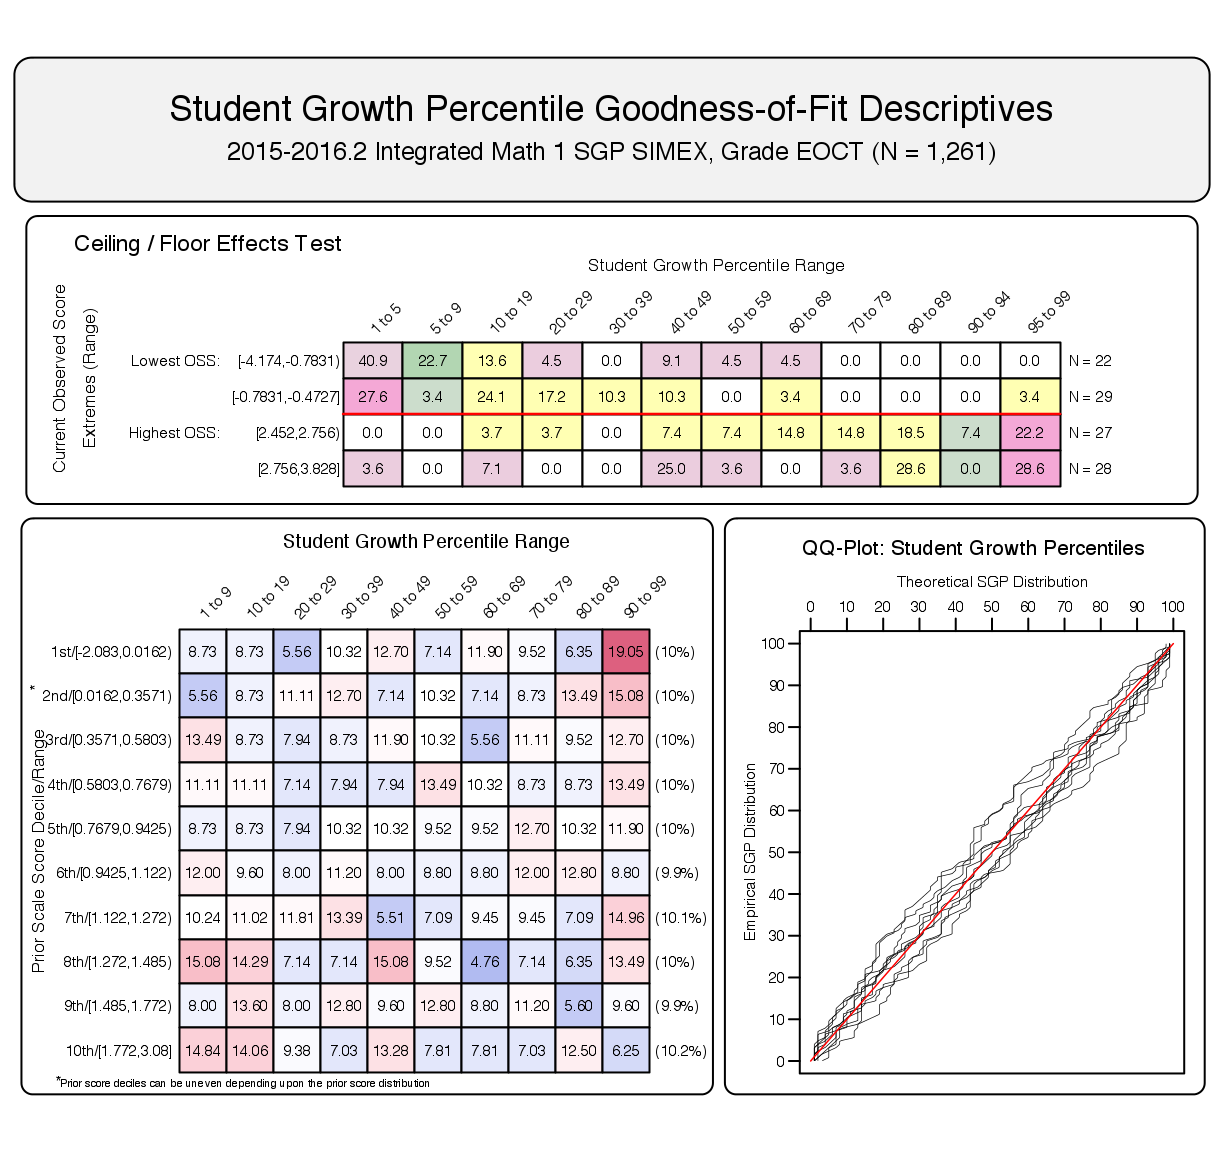 Student Growth Percentile Goodness-of-Fit Descriptives
2015-2016.2 Integrated Math 1 SGP SIMEX, Grade EOCT (N = 1,261)
Ceiling / Floor Effects Test
Student Growth Percentile Range
1 to 5 5 to 9 10 to 19 20 to 29 30 to 39 40 to 49 50 to 59 60 to 69 70 to 79 80 to 89 90 to 94 95 to 99
Current Observed Score
Extremes (Range)
Lowest OSS: [-4.174,-0.7831) 40.9 22.7 13.6 4.5 0.0 9.1 4.5 4.5 0.0 0.0 0.0 0.0 N = 22
[-0.7831,-0.4727) 27.6 3.4 24.1 17.2 10.3 10.3 0.0 3.4 0.0 0.0 0.0 3.4 N = 29
Highest OSS: [2.452,2.756) 0.0 0.0 3.7 3.7 0.0 7.4 7.4 14.8 14.8 18.5 7.4 22.2 N = 27
[2.756,3.828] 3.6 0.0 7.1 0.0 0.0 25.0 3.6 0.0 3.6 28.6 0.0 28.6 N = 28
Student Growth Percentile Range
1 to 9 10 to 19 20 to 29 30 to 39 40 to 49 50 to 59 60 to 69 70 to 79 80 to 89 90 to 99
* Prior Scale Score Decile/Range
1st/[-2.083,0.0162) 8.73 8.73 5.56 10.32 12.70 7.14 11.90 9.52 6.35 19.05 (10%)
2nd/[0.0162,0.3571) 5.56 8.73 11.11 12.70 7.14 10.32 7.14 8.73 13.49 15.08 (10%)
3rd/[0.3571,0.5803) 13.49 8.73 7.94 8.73 11.90 10.32 5.56 11.11 9.52 12.70 (10%)
4th/[0.5803,0.7679) 11.11 11.11 7.14 7.94 7.94 13.49 10.32 8.73 8.73 13.49 (10%)
5th/[0.7679,0.9425) 8.73 8.73 7.94 10.32 10.32 9.52 9.52 12.70 10.32 11.90 (10%)
6th/[0.9425,1.122) 12.00 9.60 8.00 11.20 8.00 8.80 8.80 12.00 12.80 8.80 (9.9%)
7th/[1.122,1.272) 10.24 11.02 11.81 13.39 5.51 7.09 9.45 9.45 7.09 14.96 (10.1%)
8th/[1.272,1.485) 15.08 14.29 7.14 7.14 15.08 9.52 4.76 7.14 6.35 13.49 (10%)
9th/[1.485,1.772) 8.00 13.60 8.00 12.80 9.60 12.80 8.80 11.20 5.60 9.60 (9.9%)
10th/[1.772,3.08] 14.84 14.06 9.38 7.03 13.28 7.81 7.81 7.03 12.50 6.25 (10.2%)
*Prior score deciles can be uneven depending upon the prior score distribution
QQ-Plot: Student Growth Percentiles
Theoretical SGP Distribution
0 10 20 30 40 50 60 70 80 90 100
Empirical SGP Distribution
100
90
80
70
60
50
40
30
20
10
0